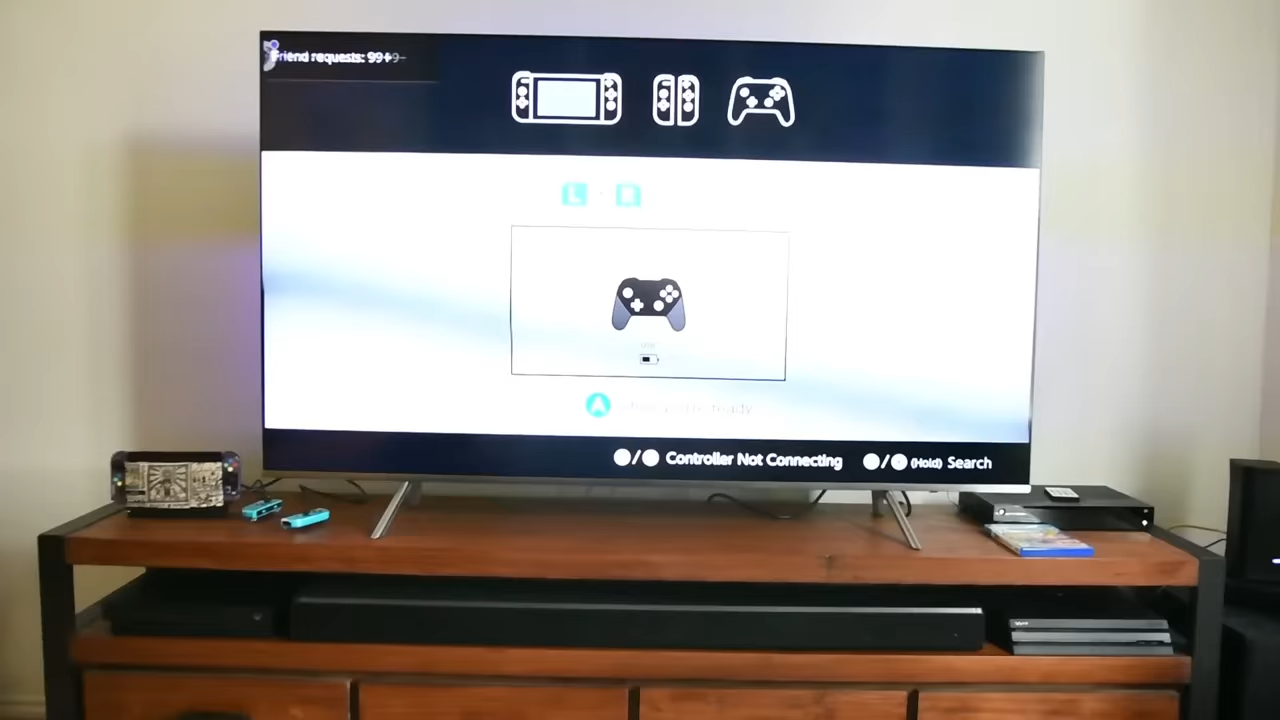 Friend requests: 99+
L R
A
Controller Not Connecting
(Hold) Search